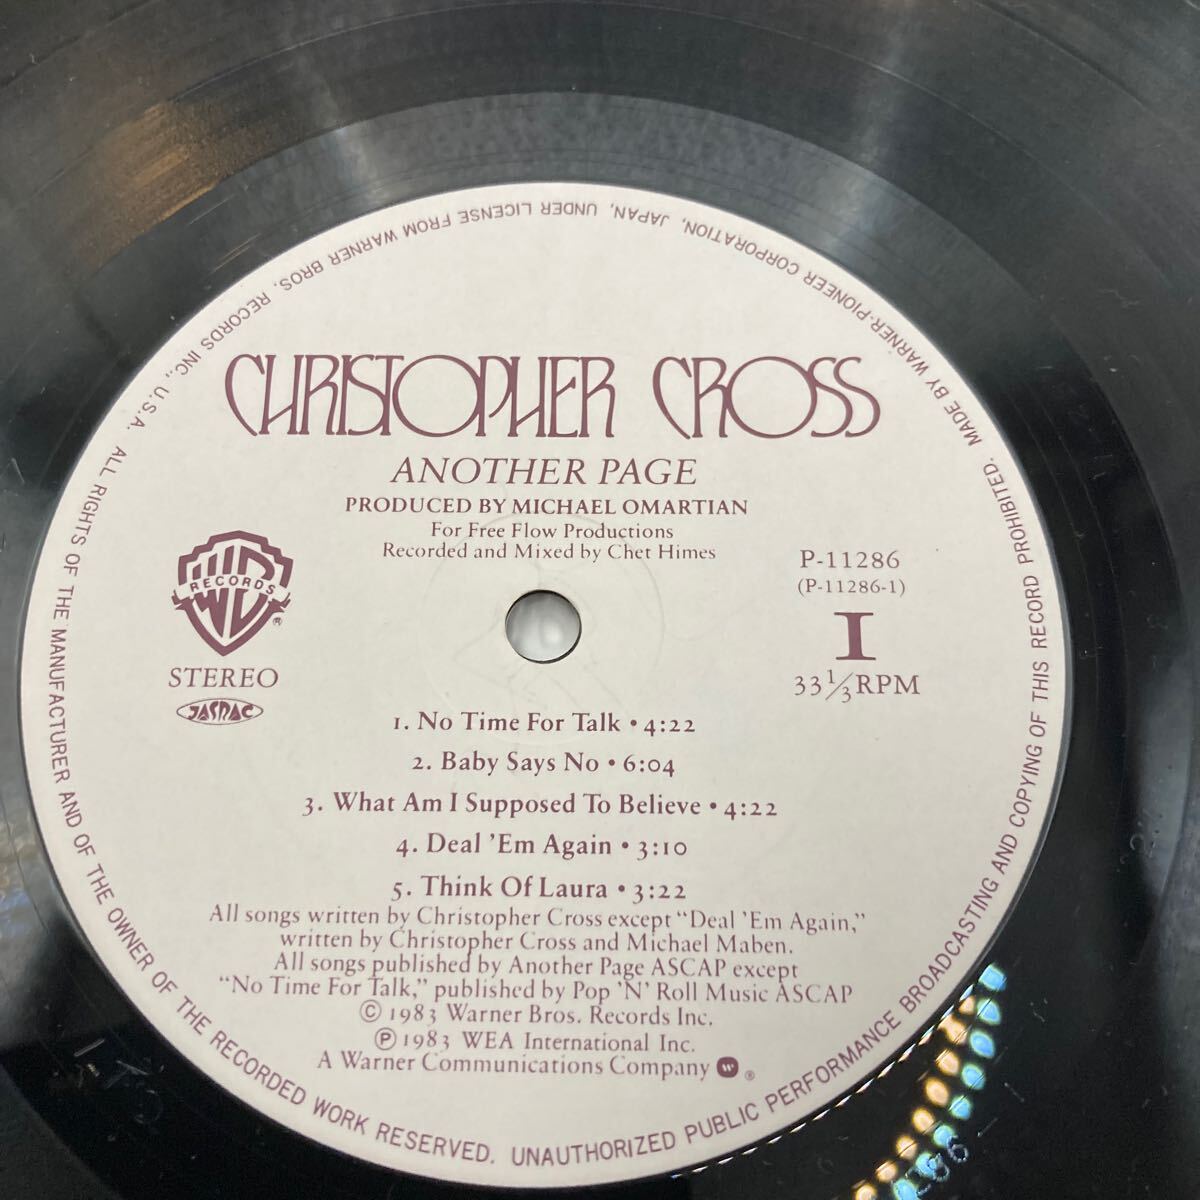 CHRISTOPHER CROSS
ANOTHER PAGE
PRODUCED BY MICHAEL OMARTIAN
For Free Flow Productions
Recorded and Mixed by Chet Himes
WB
RECORDS
®
STEREO
JASRAC
P-11286
(P-11286-1)
I
33 1/3 RPM
1. No Time For Talk • 4:22
2. Baby Says No • 6:04
3. What Am I Supposed To Believe • 4:22
4. Deal 'Em Again • 3:10
5. Think Of Laura • 3:22
All songs written by Christopher Cross except "Deal 'Em Again,"
written by Christopher Cross and Michael Maben.
All songs published by Another Page ASCAP except
"No Time For Talk," published by Pop 'N' Roll Music ASCAP
© 1983 Warner Bros. Records Inc.
℗ 1983 WEA International Inc.
A Warner Communications Company ®
MADE BY WARNER-PIONEER CORPORATION, JAPAN, UNDER LICENSE FROM WARNER BROS. RECORDS INC., U.S.A. ALL RIGHTS OF THE MANUFACTURER AND OF THE OWNER OF THE RECORDED WORK RESERVED. UNAUTHORIZED PUBLIC PERFORMANCE BROADCASTING AND COPYING OF THIS RECORD PROHIBITED.